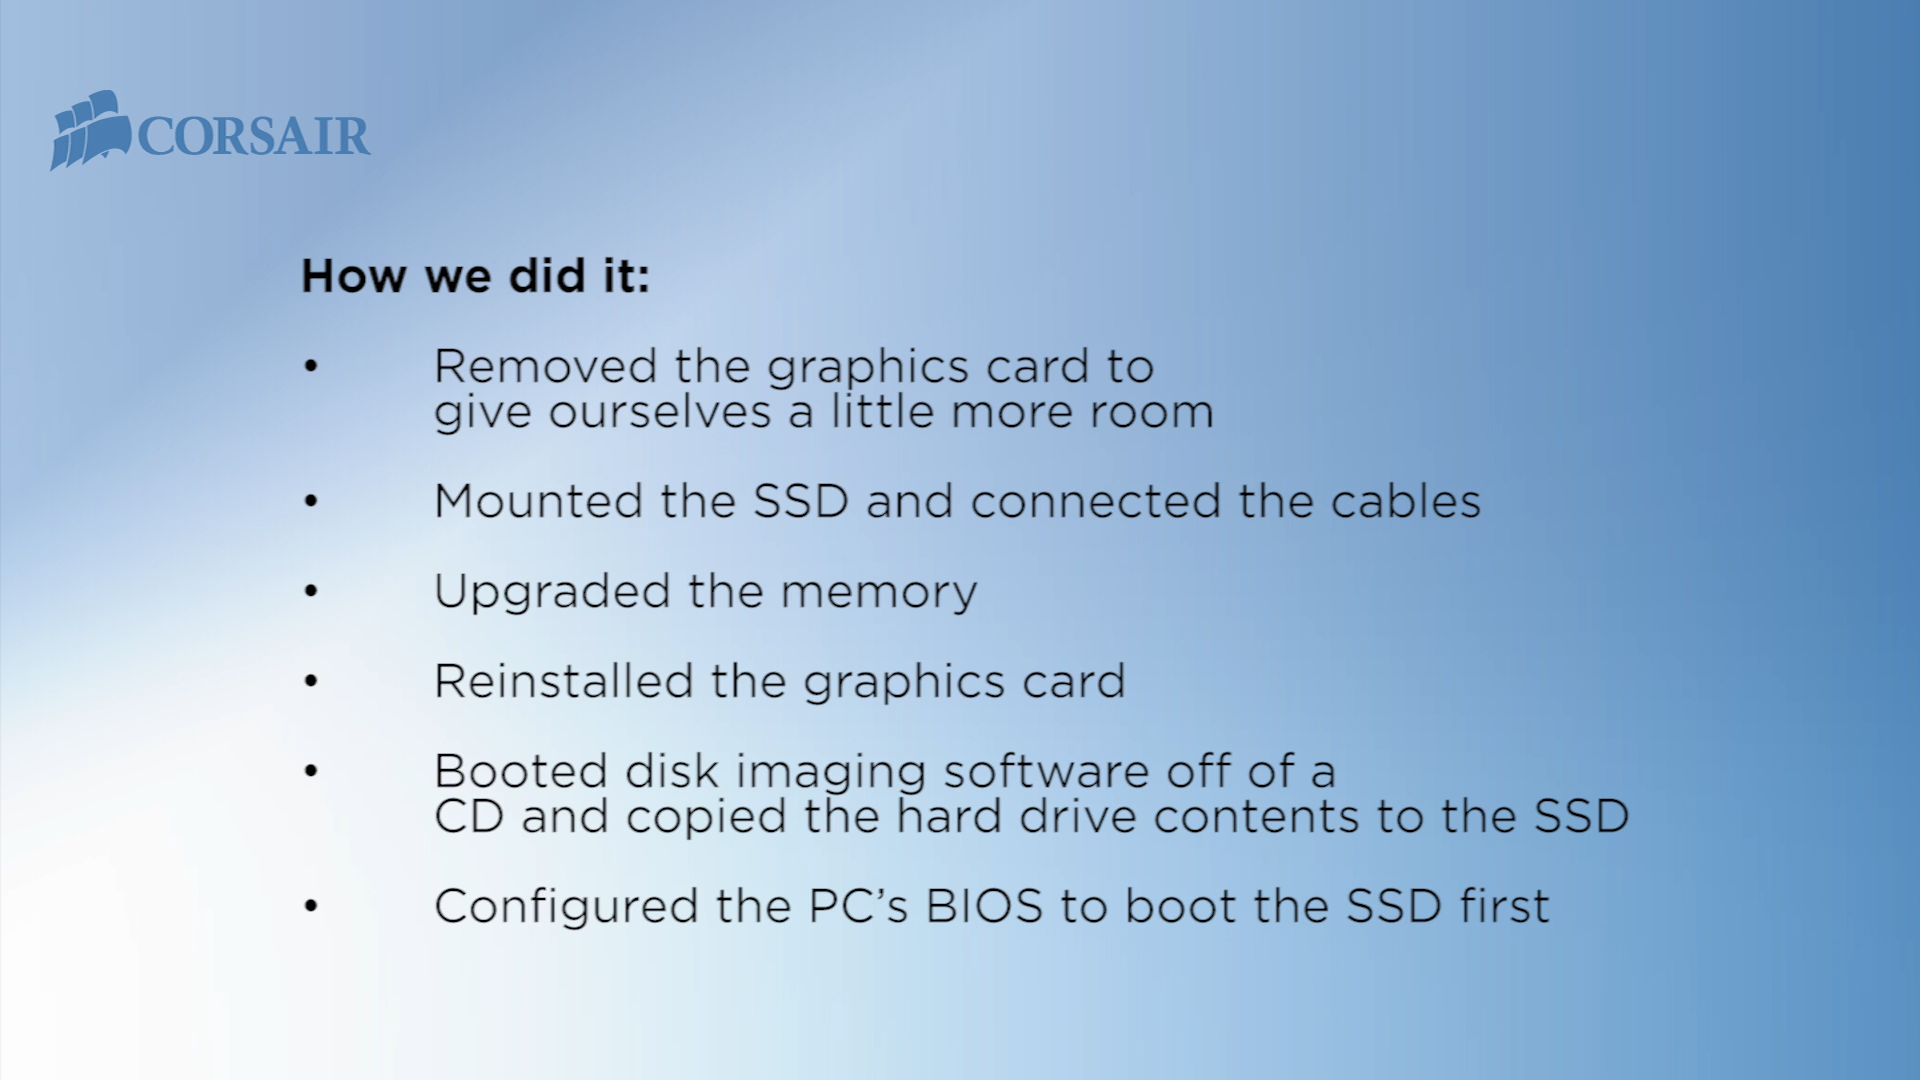 CORSAIR
How we did it:
• Removed the graphics card to
give ourselves a little more room
• Mounted the SSD and connected the cables
• Upgraded the memory
• Reinstalled the graphics card
• Booted disk imaging software off of a
CD and copied the hard drive contents to the SSD
• Configured the PC’s BIOS to boot the SSD first